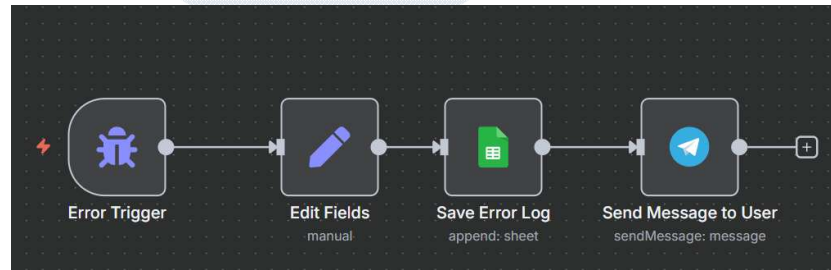 Error Trigger
Edit Fields
manual
Save Error Log
append: sheet
Send Message to User
sendMessage: message